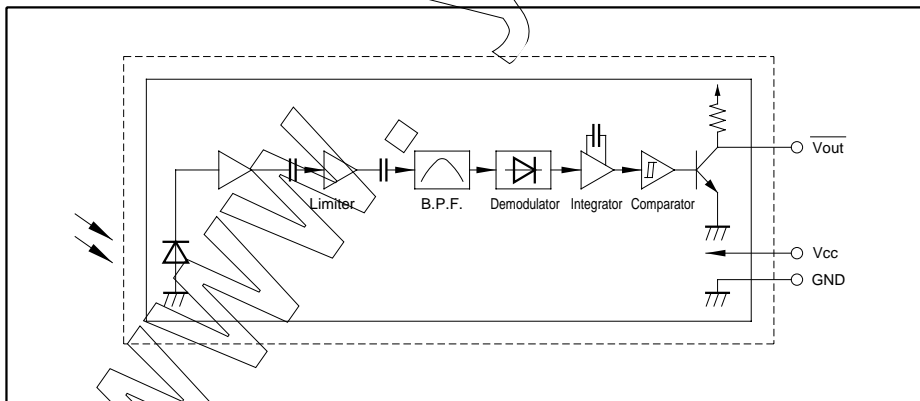 Vout
Limiter
B.P.F.
Demodulator
Integrator
Comparator
Vcc
GND